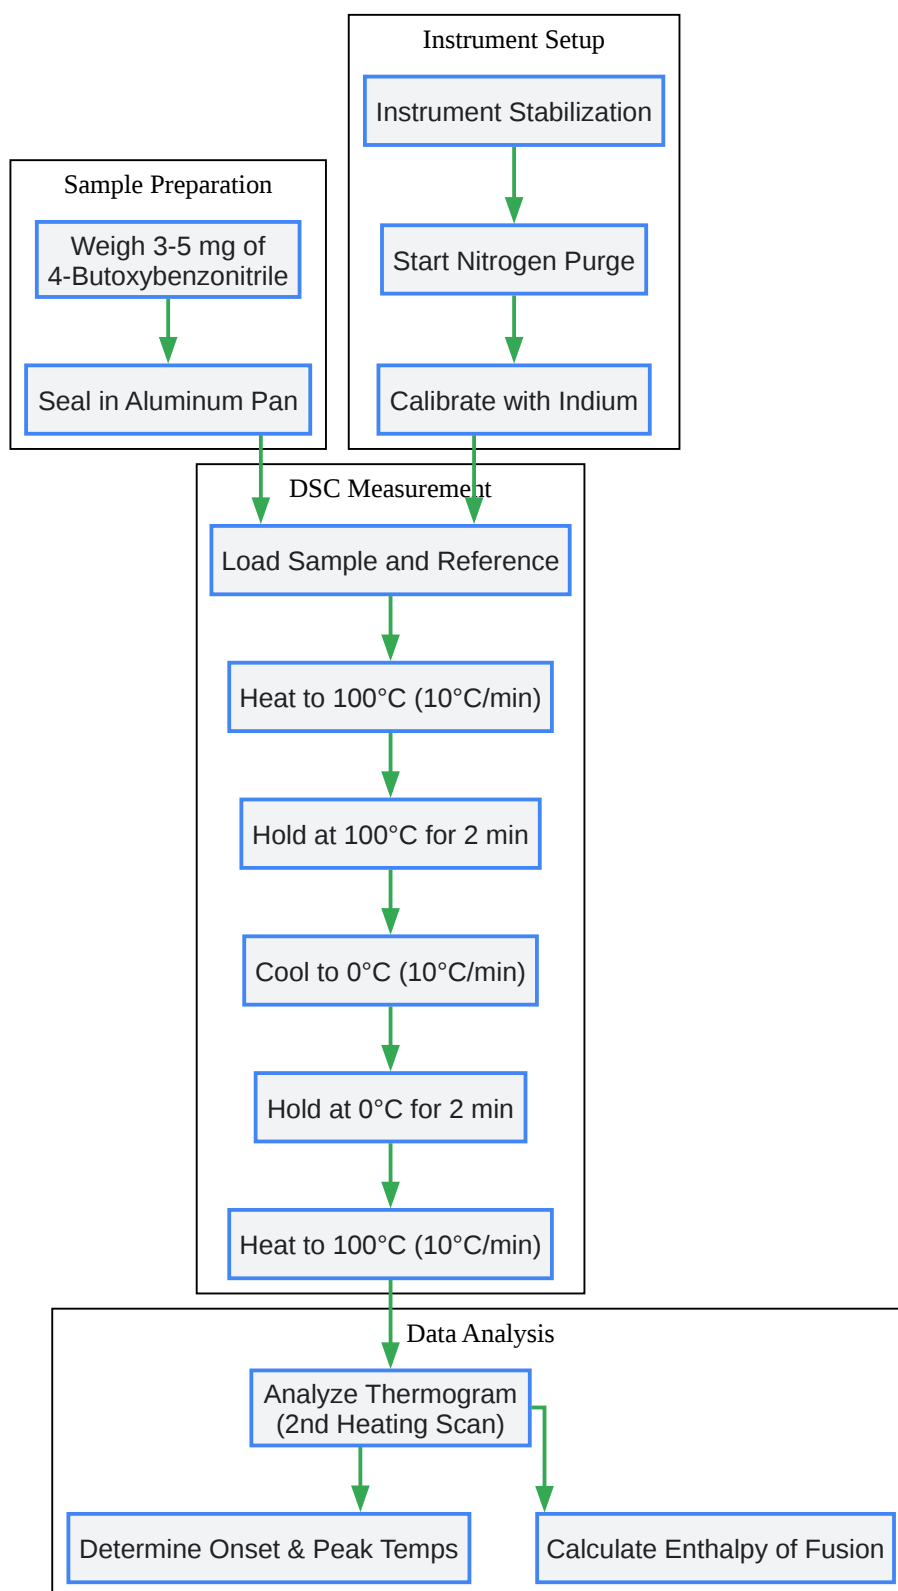 Instrument Setup
Instrument Stabilization
Start Nitrogen Purge
Calibrate with Indium
Sample Preparation
Weigh 3-5 mg of
4-Butoxybenzonitrile
Seal in Aluminum Pan
DSC Measurement
Load Sample and Reference
Heat to 100°C (10°C/min)
Hold at 100°C for 2 min
Cool to 0°C (10°C/min)
Hold at 0°C for 2 min
Heat to 100°C (10°C/min)
Data Analysis
Analyze Thermogram
(2nd Heating Scan)
Determine Onset & Peak Temps
Calculate Enthalpy of Fusion